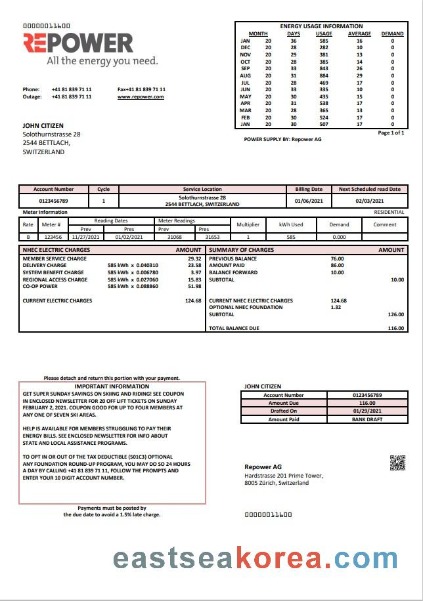 00000011600
REPOWER
All the energy you need.
Phone: +41 81 839 71 11 Fax+41 81 839 71 11
Outage: +41 81 839 71 11 www.repower.com
ENERGY USAGE INFORMATION
MONTH DAYS USAGE AVERAGE DEMAND
JAN 20 36 585 16 0
DEC 20 28 282 10 0
NOV 20 29 381 13 0
OCT 20 28 385 14 0
SEP 20 33 843 26 0
AUG 20 31 884 29 0
JUL 20 28 469 17 0
JUN 20 33 335 10 0
MAY 20 30 435 15 0
APR 20 31 538 17 0
MAR 20 28 365 13 0
FEB 20 30 524 17 0
JAN 20 30 507 17 0
Page 1 of 1
POWER SUPPLY BY: Repower AG
JOHN CITIZEN
Solothurnstrasse 28
2544 BETTLACH,
SWITZERLAND
Account Number Cycle Service Location Billing Date Next Scheduled read Date
0123456789 1 Solothurnstrasse 28 2544 BETTLACH, SWITZERLAND 01/06/2021 02/03/2021
Meter Information RESIDENTIAL
Rate Meter # Reading Dates Meter Readings Multiplier kWh Used Demand Comment
Prev Prev Prev Prev
B 123456 11/27/2021 01/02/2021 31068 31653 1 585 0.000
NHEC ELECTRIC CHARGES AMOUNT SUMMARY OF CHARGES AMOUNT
MEMBER SERVICE CHARGE 29.32 PREVIOUS BALANCE 76.00
DELIVERY CHARGE 585 kWh x 0.040310 23.58 AMOUNT PAID 86.00
SYSTEM BENEFIT CHARGE 585 kWh x 0.006780 3.97 BALANCE FORWARD 10.00
REGIONAL ACCESS CHARGE 585 kWh x 0.027060 15.83 SUBTOTAL 10.00
CO-OP POWER 585 kWh x 0.088860 51.98
CURRENT ELECTRIC CHARGES 124.68 CURRENT NHEC ELECTRIC CHARGES 124.68
OPTIONAL NHEC FOUNDATION 1.32
SUBTOTAL 126.00
TOTAL BALANCE DUE 116.00
Please detach and return this portion with your payment.
IMPORTANT INFORMATION
GET SUPER SUNDAY SAVINGS ON SKIING AND RIDING! SEE COUPON
IN ENCLOSED NEWSLETTER FOR 20 OFF LIFT TICKETS ON SUNDAY
FEBRUARY 2, 2021. COUPON GOOD FOR UP TO FOUR MEMBERS AT
ANY ONE OF SEVEN SKI AREAS.
HELP IS AVAILABLE FOR MEMBERS STRUGGLING TO PAY THEIR
ENERGY BILLS. SEE ENCLOSED NEWSLETTER FOR INFO ABOUT
STATE AND LOCAL ASSISTANCE PROGRAMS.
TO OPT IN OR OUT OF THE TAX DEDUCTIBLE (501C3) OPTIONAL
ANY FOUNDATION ROUND-UP PROGRAM, YOU MAY DO SO 24 HOURS
A DAY BY CALLING +41 81 839 71 11, FOLLOW THE PROMPTS AND
ENTER YOUR 10 DIGIT ACCOUNT NUMBER.
Payments must be posted by
the due date to avoid a 1.5% late charge.
JOHN CITIZEN
Account Number 0123456789
Amount Due 116.00
Drafted On 01/23/2021
Amount Paid BANK DRAFT
Repower AG
Hardstrasse 201 Prime Tower,
8005 Zürich, Switzerland
00000011600
eastseakorea.com